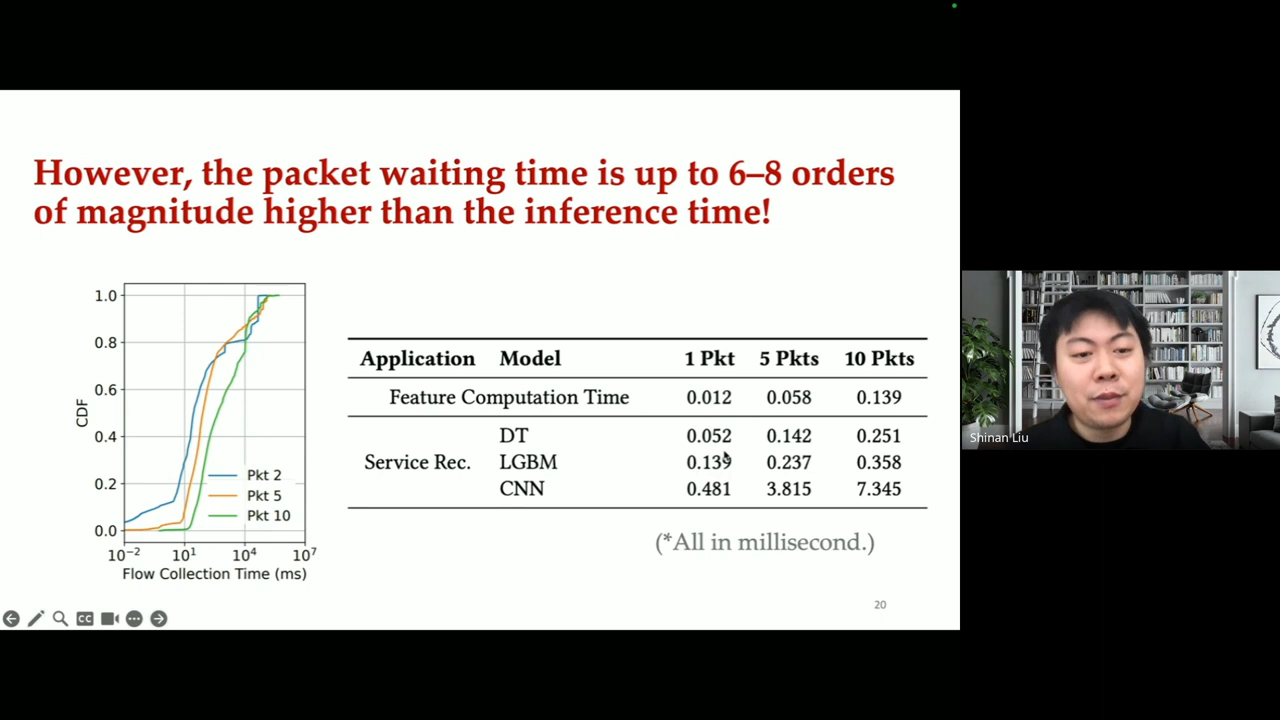 However, the packet waiting time is up to 6–8 orders
of magnitude higher than the inference time!
1.0
0.8
0.6
0.4
0.2
0.0
CDF
Pkt 2
Pkt 5
Pkt 10
10⁻² 10¹ 10⁴ 10⁷
Flow Collection Time (ms)
Application Model 1 Pkt 5 Pkts 10 Pkts
Feature Computation Time 0.012 0.058 0.139
DT 0.052 0.142 0.251
Service Rec. LGBM 0.139 0.237 0.358
CNN 0.481 3.815 7.345
(*All in millisecond.)
20
CC
Shinan Liu